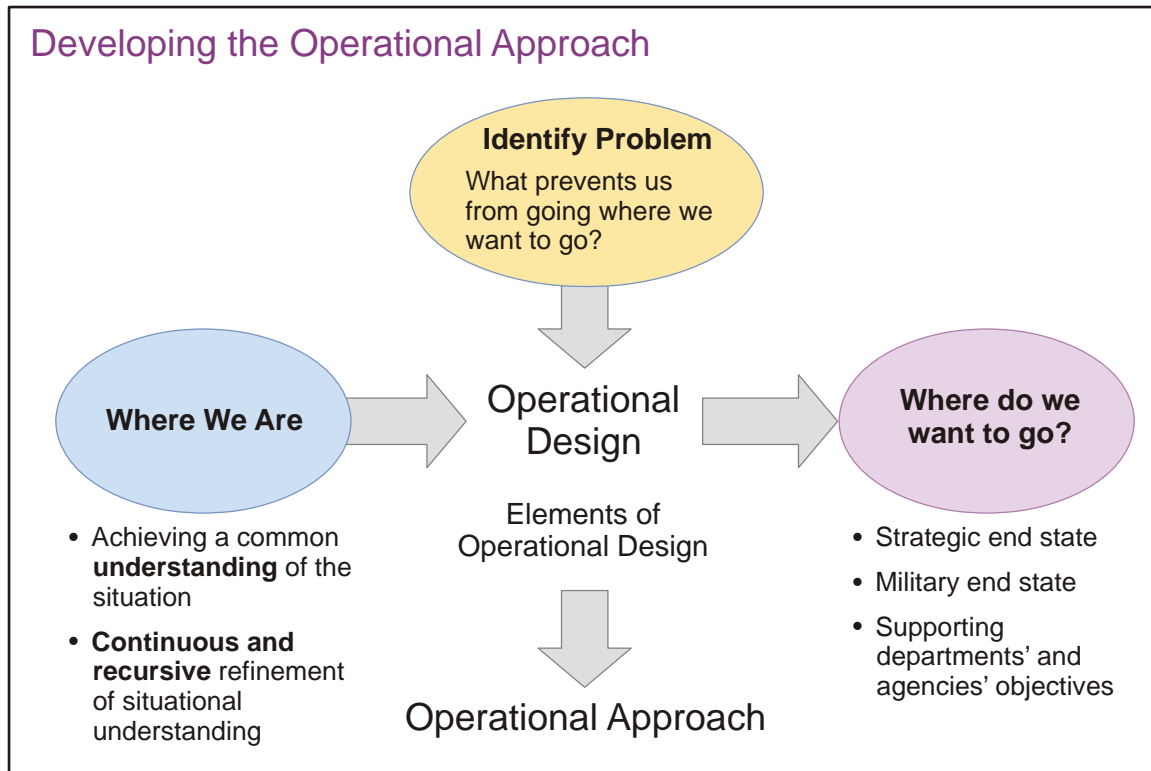 Developing the Operational Approach
Identify Problem
What prevents us
from going where we
want to go?
Where We Are
Operational
Design
Where do we
want to go?
Elements of
Operational Design
• Achieving a common
understanding of the
situation
• Continuous and
recursive refinement
of situational
understanding
• Strategic end state
• Military end state
• Supporting
departments’ and
agencies’ objectives
Operational Approach